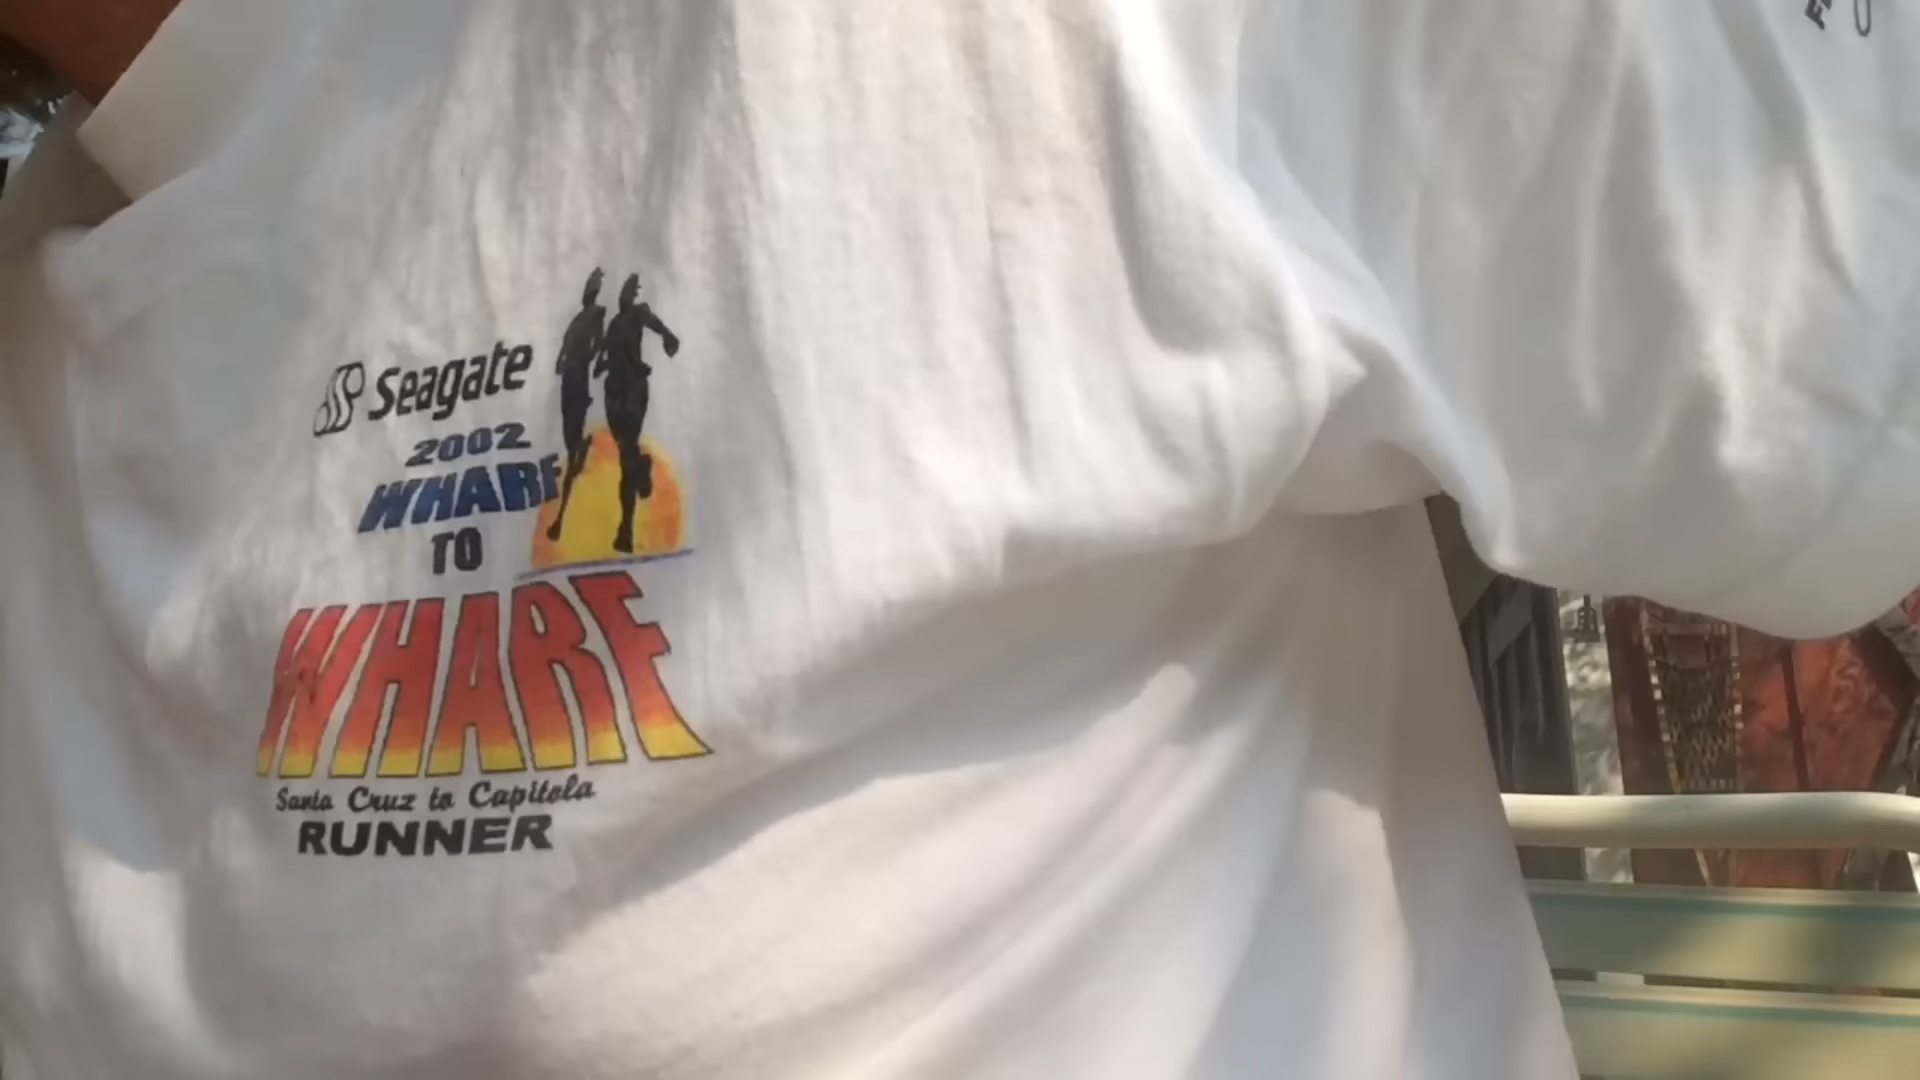 Seagate
2002
WHARF
TO
WHARF
Santa Cruz to Capitola
RUNNER